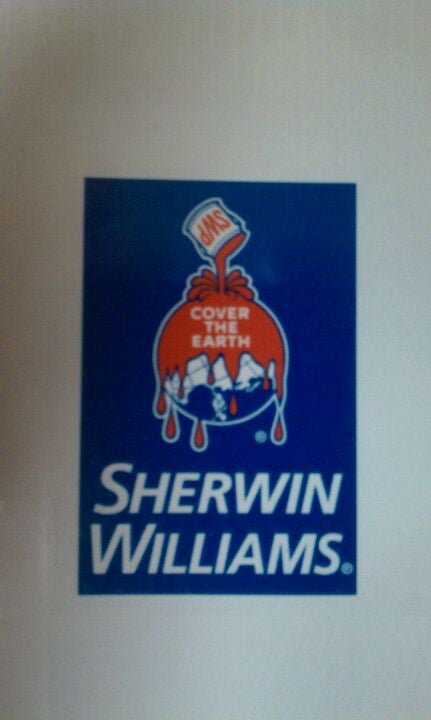 SWP
COVER
THE
EARTH
®
SHERWIN
WILLIAMS®